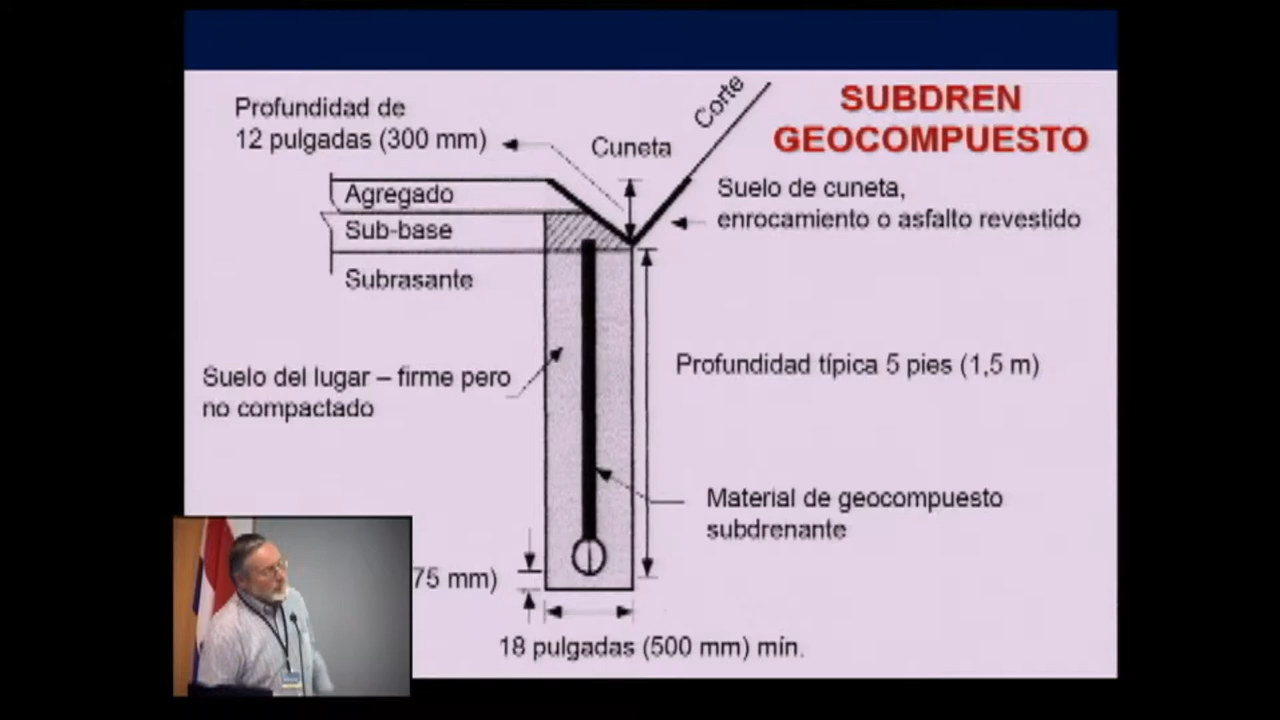 SUBDREN
GEOCOMPUESTO
Profundidad de
12 pulgadas (300 mm)
Cuneta
Corte
Suelo de cuneta,
enrocamiento o asfalto revestido
Agregado
Sub-base
Subrasante
Profundidad típica 5 pies (1,5 m)
Suelo del lugar – firme pero
no compactado
Material de geocompuesto
subdrenante
75 mm)
18 pulgadas (500 mm) mín.